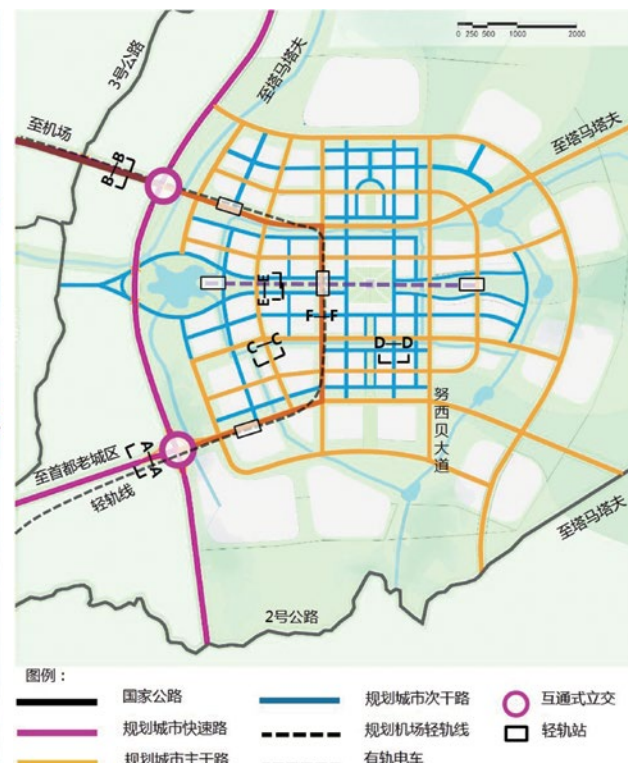 0 250 500 1000 2000
3号公路
至塔马塔夫
至机场
至塔马塔夫
B—B
E—E
F—F
C—C
D—D
努西贝大道
至首都老城区
A—A
轻轨线
至塔马塔夫
2号公路
图例：
国家公路 规划城市次干路 互通式立交
规划城市快速路 规划机场轻轨线 轻轨站
规划城市主干路 有轨电车